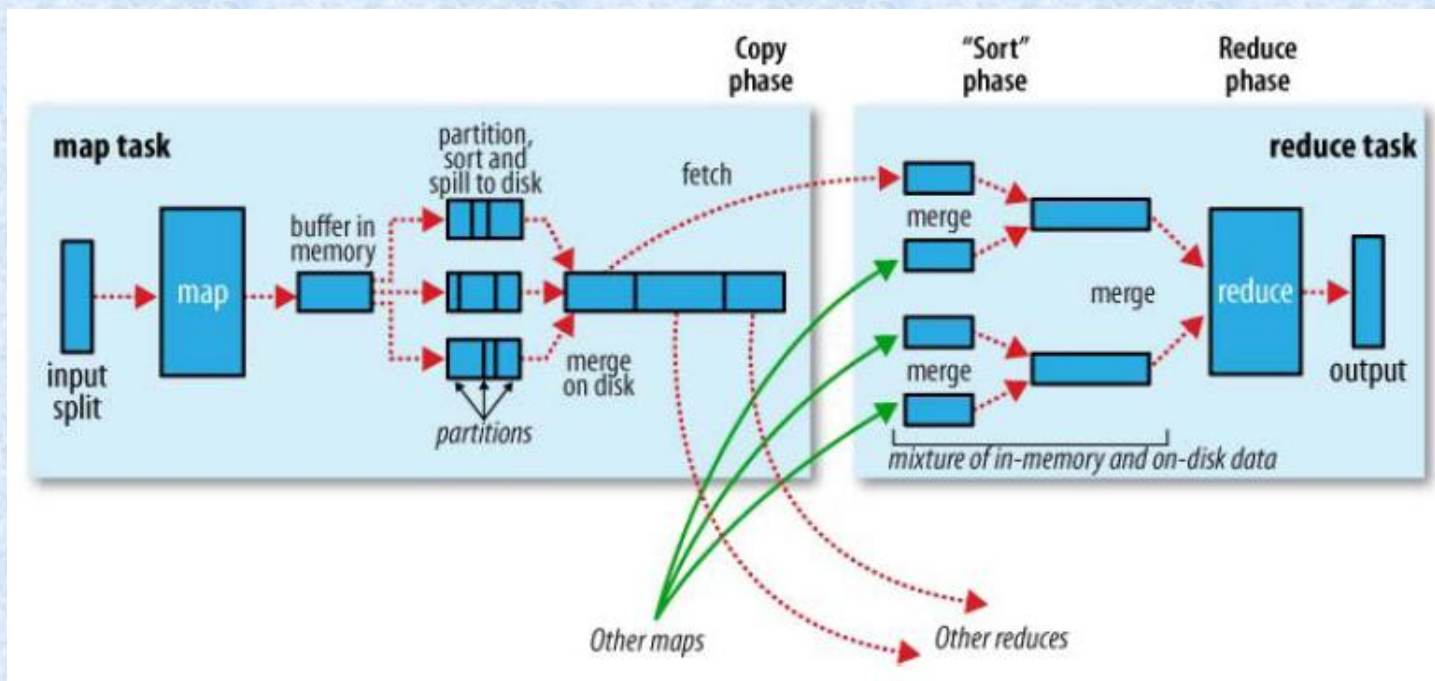 Copy
phase
“Sort”
phase
Reduce
phase
map task
partition,
sort and
spill to disk
fetch
reduce task
buffer in
memory
merge
map
merge
reduce
input
split
merge
on disk
merge
output
partitions
mixture of in-memory and on-disk data
Other maps
Other reduces